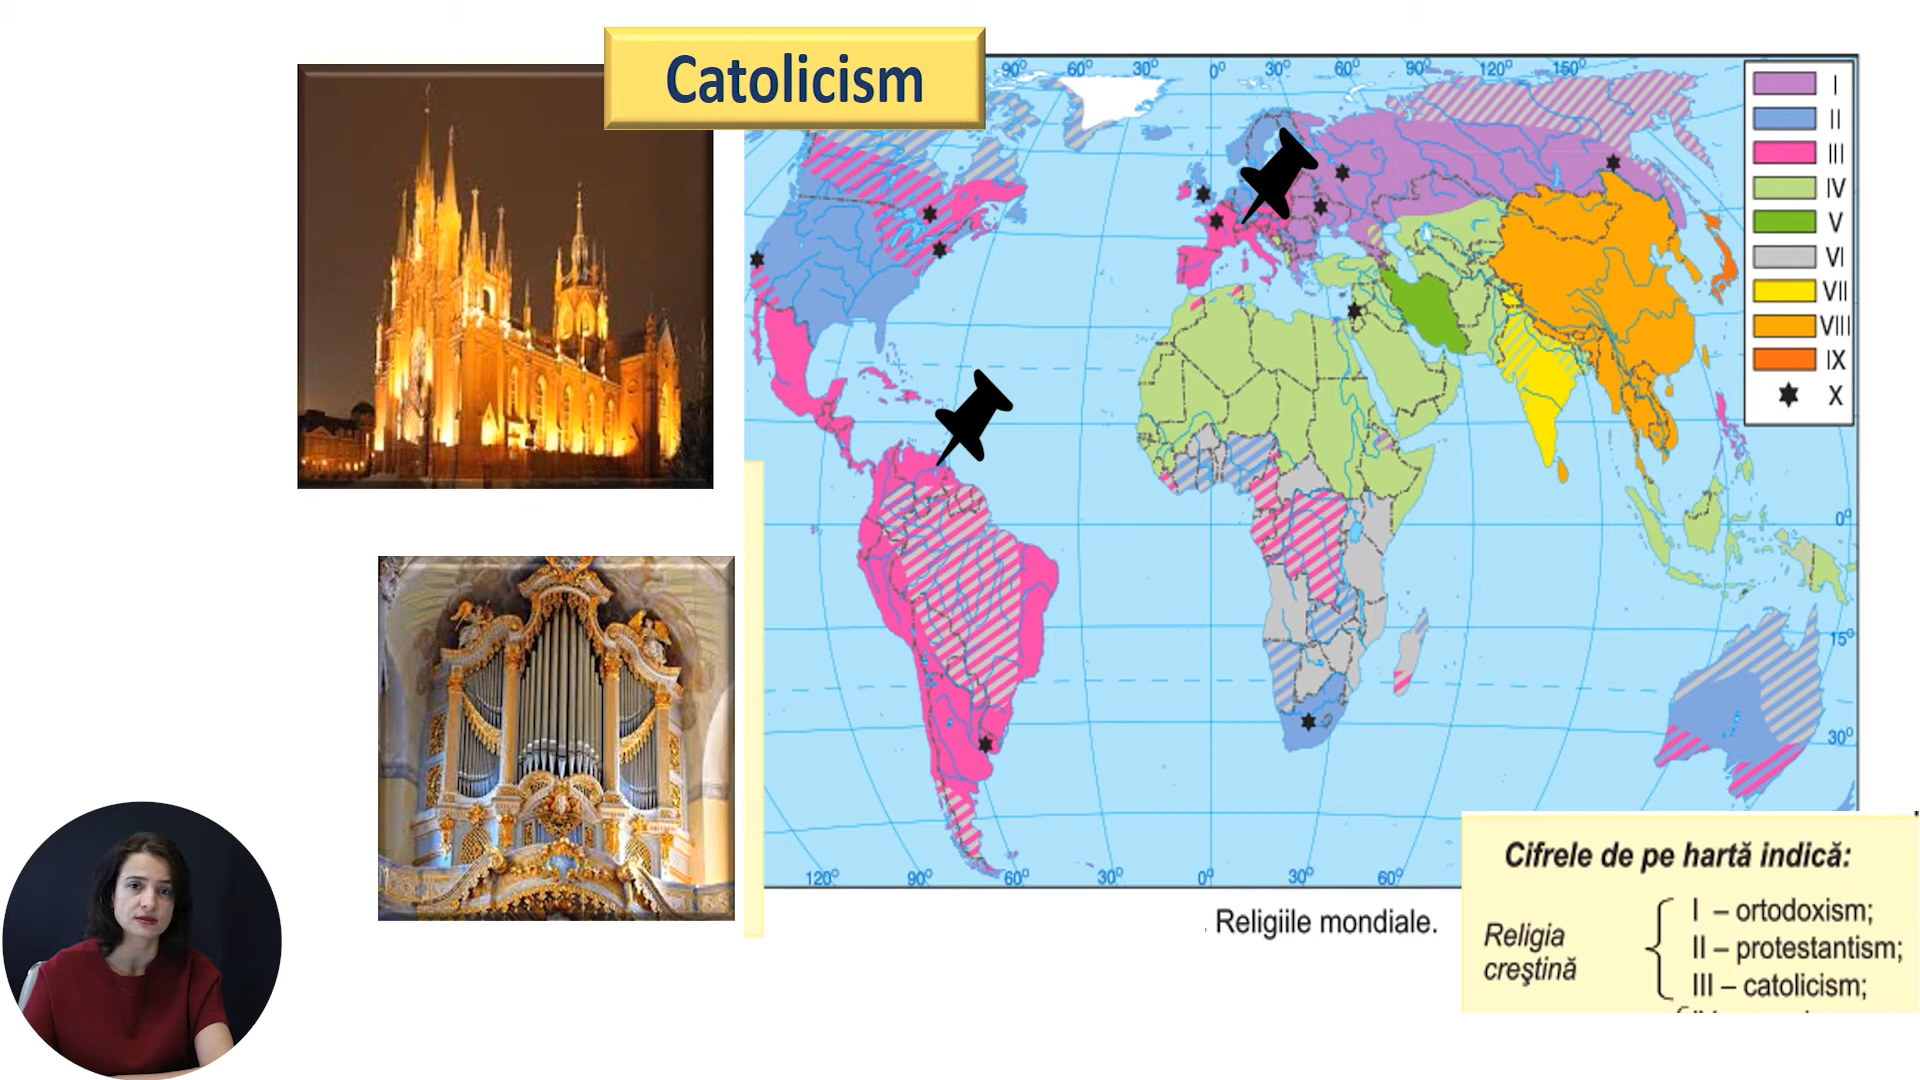 Catolicism
90° 60° 30° 0° 30° 60° 90° 120° 150°
I
II
III
IV
V
VI
VII
VIII
IX
X
0°
15°
30°
120° 90° 60° 30° 0° 30° 60°
Religiile mondiale.
Cifrele de pe hartă indică:
Religia
creştină
I – ortodoxism;
II – protestantism;
III – catolicism;